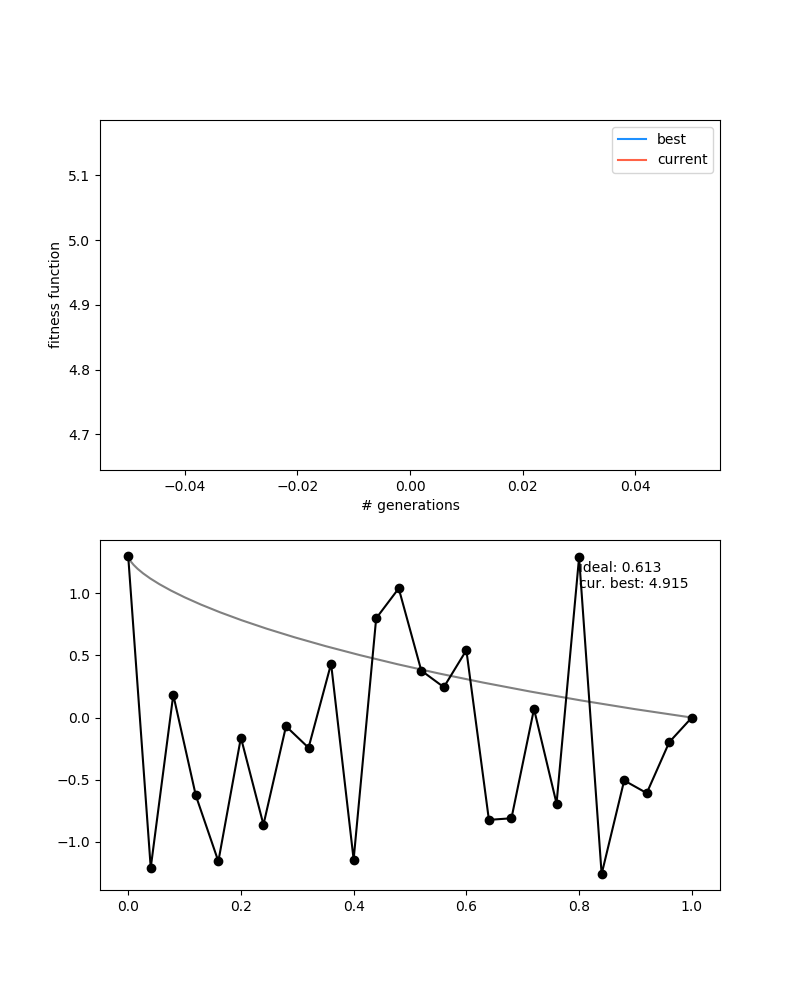 best
current
5.1
5.0
4.9
4.8
4.7
fitness function
−0.04 −0.02 0.00 0.02 0.04
# generations
ideal: 0.613
cur. best: 4.915
1.0
0.5
0.0
−0.5
−1.0
0.0 0.2 0.4 0.6 0.8 1.0